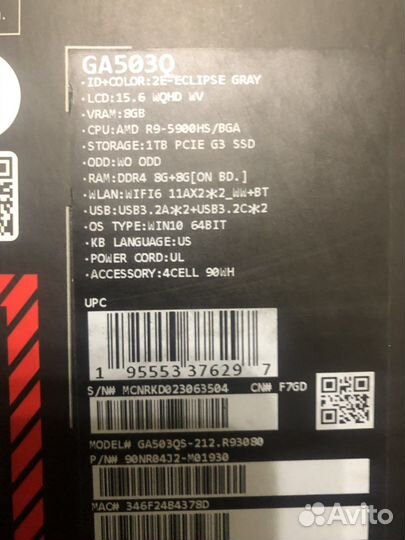 GA503Q
·ID+COLOR:2E-ECLIPSE GRAY
·LCD:15.6 WQHD WV
·VRAM:8GB
·CPU:AMD R9-5900HS/BGA
·STORAGE:1TB PCIE G3 SSD
·ODD:WO ODD
·RAM:DDR4 8G+8G[ON BD.]
·WLAN:WIFI6 11AX2*2_WW+BT
·USB:USB3.2A*2+USB3.2C*2
·OS TYPE:WIN10 64BIT
·KB LANGUAGE:US
·POWER CORD:UL
·ACCESSORY:4CELL 90WH
UPC
1 95553 37629 7
S/N# MCNRKD023063504 CN# F7GD
MODEL# GA503QS-212.R93080
P/N# 90NR04J2-M01930
MAC# 346F24B4378D
Avito